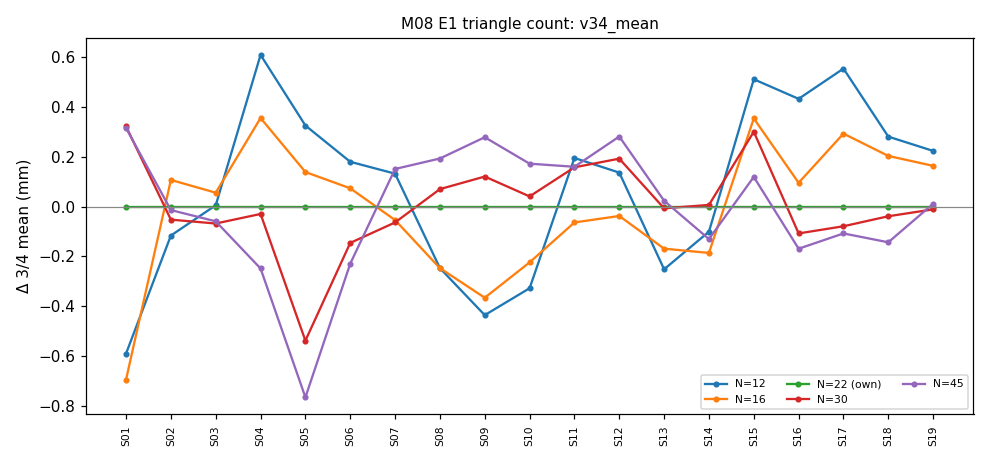 M08 E1 triangle count: v34_mean
Δ 3/4 mean (mm)
0.6
0.4
0.2
0.0
−0.2
−0.4
−0.6
−0.8
N=12
N=16
N=22 (own)
N=30
N=45
S01
S02
S03
S04
S05
S06
S07
S08
S09
S10
S11
S12
S13
S14
S15
S16
S17
S18
S19